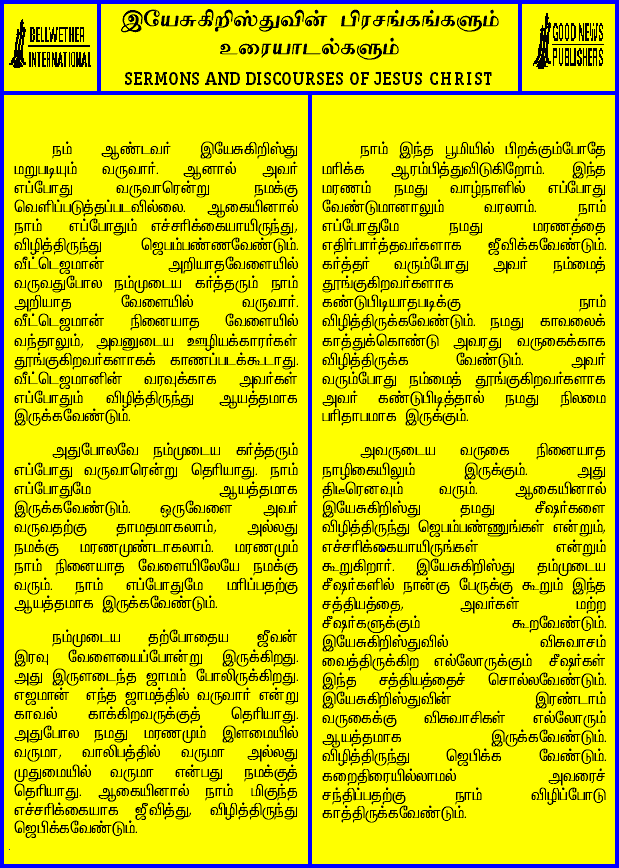 BELLWETHER
INTERNATIONAL
இயேசுகிறிஸ்துவின் பிரசங்கங்களும்
உரையாடல்களும்
SERMONS AND DISCOURSES OF JESUS CHRIST
GOOD NEWS
PUBLISHERS
நம் ஆண்டவர் இயேசுகிறிஸ்து
மறுபடியும் வருவார். ஆனால் அவர்
எப்போது வருவாரென்று நமக்கு
வெளிப்படுத்தப்படவில்லை. ஆகையினால்
நாம் எப்போதும் எச்சரிக்கையாயிருந்து,
விழித்திருந்து ஜெபம்பண்ணவேண்டும்.
வீட்டெஜமான் அறியாதவேளையில்
வருவதுபோல நம்முடைய கர்த்தரும் நாம்
அறியாத வேளையில் வருவார்.
வீட்டெஜமான் நினையாத வேளையில்
வந்தாலும், அவனுடைய ஊழியக்காரர்கள்
தூங்குகிறவர்களாகக் காணப்படக்கூடாது.
வீட்டெஜமானின் வரவுக்காக அவர்கள்
எப்போதும் விழித்திருந்து ஆயத்தமாக
இருக்கவேண்டும்.
அதுபோலவே நம்முடைய கர்த்தரும்
எப்போது வருவாரென்று தெரியாது. நாம்
எப்போதுமே ஆயத்தமாக
இருக்கவேண்டும். ஒருவேளை அவர்
வருவதற்கு தாமதமாகலாம், அல்லது
நமக்கு மரணமுண்டாகலாம். மரணமும்
நாம் நினையாத வேளையிலேயே நமக்கு
வரும். நாம் எப்போதுமே மரிப்பதற்கு
ஆயத்தமாக இருக்கவேண்டும்.
நம்முடைய தற்போதைய ஜீவன்
இரவு வேளையைப்போன்று இருக்கிறது.
அது இருளடைந்த ஜாமம் போலிருக்கிறது.
எஜமான் எந்த ஜாமத்தில் வருவார் என்று
காவல் காக்கிறவருக்குத் தெரியாது.
அதுபோல நமது மரணமும் இளமையில்
வருமா, வாலிபத்தில் வருமா அல்லது
முதுமையில் வருமா என்பது நமக்குத்
தெரியாது. ஆகையினால் நாம் மிகுந்த
எச்சரிக்கையாக ஜீவித்து, விழித்திருந்து
ஜெபிக்கவேண்டும்.
நாம் இந்த பூமியில் பிறக்கும்போதே
மரிக்க ஆரம்பித்துவிடுகிறோம். இந்த
மரணம் நமது வாழ்நாளில் எப்போது
வேண்டுமானாலும் வரலாம். நாம்
எப்போதுமே நமது மரணத்தை
எதிர்பார்த்தவர்களாக ஜீவிக்கவேண்டும்.
கர்த்தர் வரும்போது அவர் நம்மைத்
தூங்குகிறவர்களாக
கண்டுபிடியாதபடிக்கு நாம்
விழித்திருக்கவேண்டும். நமது காவலைக்
காத்துக்கொண்டு அவரது வருகைக்காக
விழித்திருக்க வேண்டும். அவர்
வரும்போது நம்மைத் தூங்குகிறவர்களாக
அவர் கண்டுபிடித்தால் நமது நிலமை
பரிதாபமாக இருக்கும்.
அவருடைய வருகை நினையாத
நாழிகையிலும் இருக்கும். அது
திடீரெனவும் வரும். ஆகையினால்
இயேசுகிறிஸ்து தமது சீஷர்களை
விழித்திருந்து ஜெபம்பண்ணுங்கள் என்றும்,
எச்சரிக்கையாயிருங்கள் என்றும்
கூறுகிறார். இயேசுகிறிஸ்து தம்முடைய
சீஷர்களில் நான்கு பேருக்கு கூறும் இந்த
சத்தியத்தை, அவர்கள் மற்ற
சீஷர்களுக்கும் கூறவேண்டும்.
இயேசுகிறிஸ்துவில் விசுவாசம்
வைத்திருக்கிற எல்லோருக்கும் சீஷர்கள்
இந்த சத்தியத்தைச் சொல்லவேண்டும்.
இயேசுகிறிஸ்துவின் இரண்டாம்
வருகைக்கு விசுவாசிகள் எல்லோரும்
ஆயத்தமாக இருக்கவேண்டும்.
விழித்திருந்து ஜெபிக்க வேண்டும்.
கறைதிரையில்லாமல் அவரைச்
சந்திப்பதற்கு நாம் விழிப்போடு
காத்திருக்கவேண்டும்.